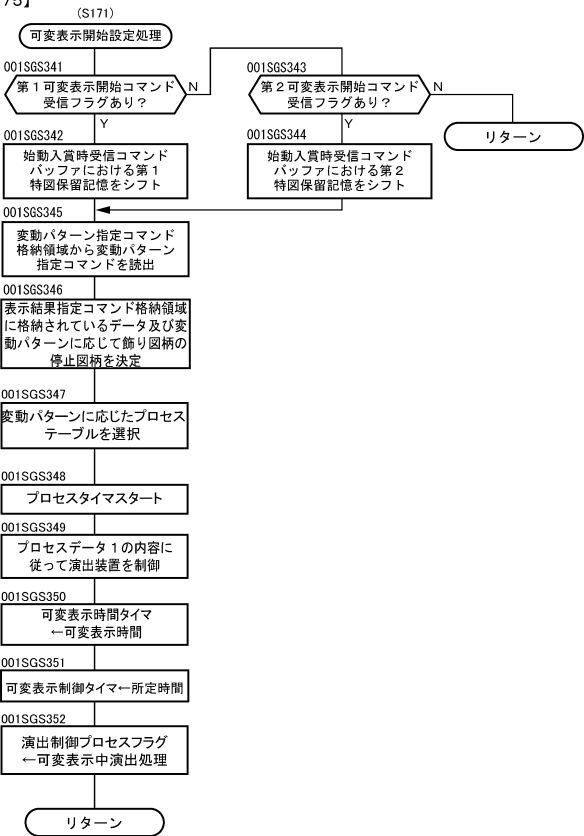 75】
(S171)
可変表示開始設定処理
001SGS341
第１可変表示開始コマンド
受信フラグあり？
N
Y
001SGS343
第２可変表示開始コマンド
受信フラグあり？
N
Y
リターン
001SGS342
始動入賞時受信コマンド
バッファにおける第１
特図保留記憶をシフト
001SGS344
始動入賞時受信コマンド
バッファにおける第２
特図保留記憶をシフト
001SGS345
変動パターン指定コマンド
格納領域から変動パターン
指定コマンドを読出
001SGS346
表示結果指定コマンド格納領域
に格納されているデータ及び変
動パターンに応じて飾り図柄の
停止図柄を決定
001SGS347
変動パターンに応じたプロセス
テーブルを選択
001SGS348
プロセスタイマスタート
001SGS349
プロセスデータ１の内容に
従って演出装置を制御
001SGS350
可変表示時間タイマ
←可変表示時間
001SGS351
可変表示制御タイマ←所定時間
001SGS352
演出制御プロセスフラグ
←可変表示中演出処理
リターン